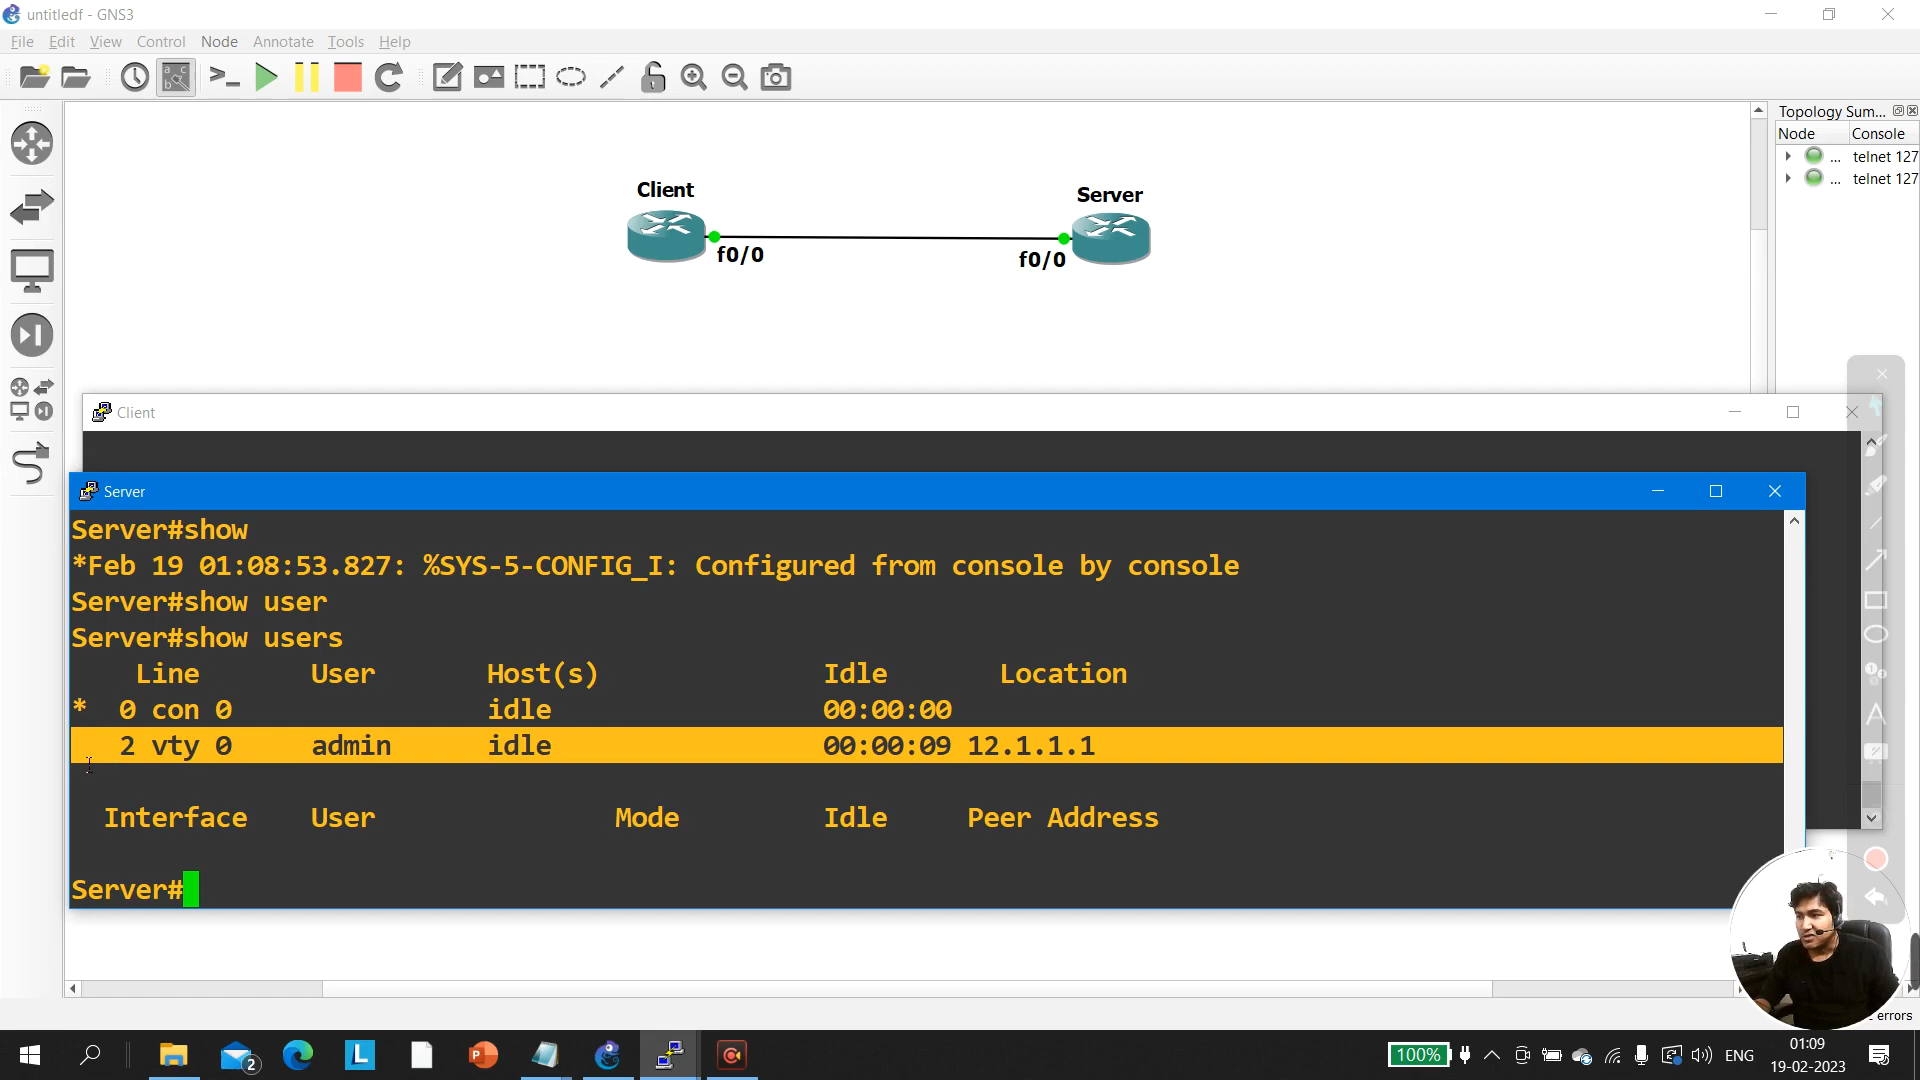 untitledf - GNS3
File Edit View Control Node Annotate Tools Help
Topology Sum...
Node Console
... telnet 127
... telnet 127
Client
Server
f0/0
f0/0
Client
Server
Server#show
*Feb 19 01:08:53.827: %SYS-5-CONFIG_I: Configured from console by console
Server#show user
Server#show users
Line User Host(s) Idle Location
* 0 con 0 idle 00:00:00
2 vty 0 admin idle 00:00:09 12.1.1.1
Interface User Mode Idle Peer Address
Server#
errors
100%
ENG
01:09
19-02-2023
2